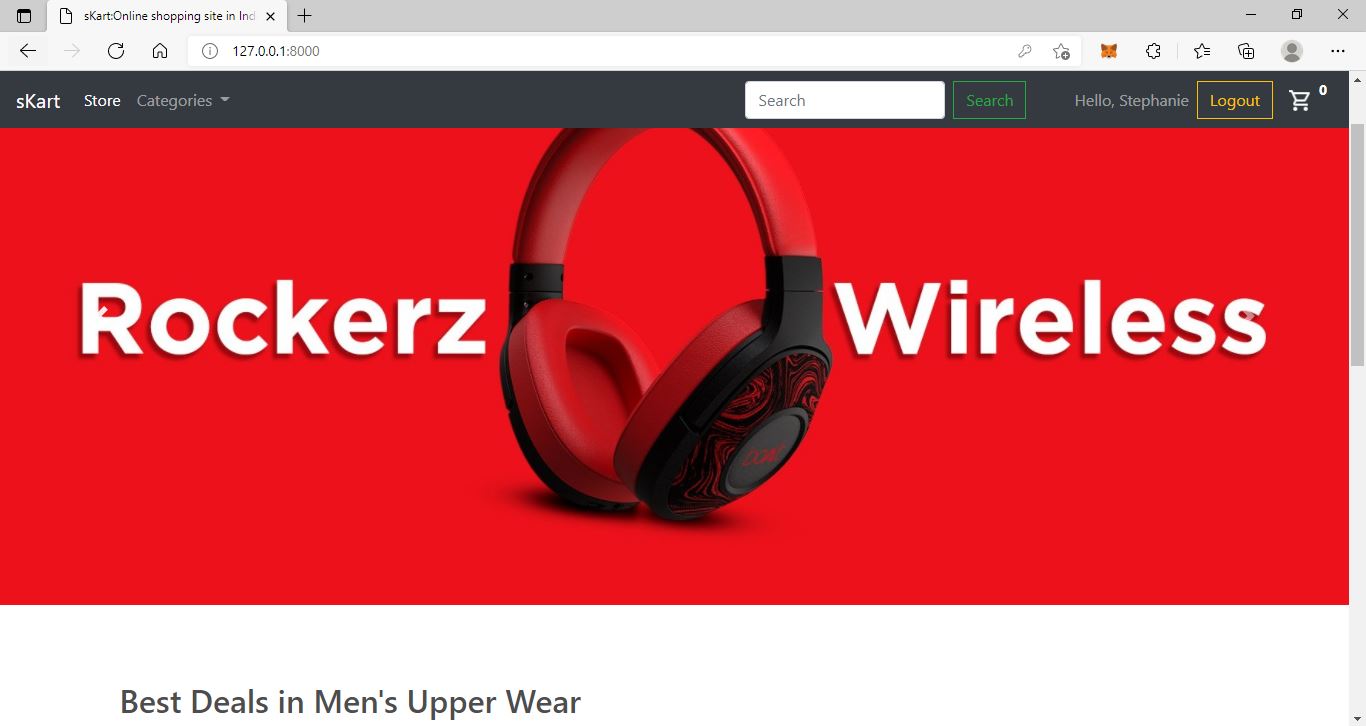 sKart:Online shopping site in Ind
127.0.0.1:8000
sKart Store Categories Search Search Hello, Stephanie Logout 0
Rockerz Wireless
Best Deals in Men's Upper Wear